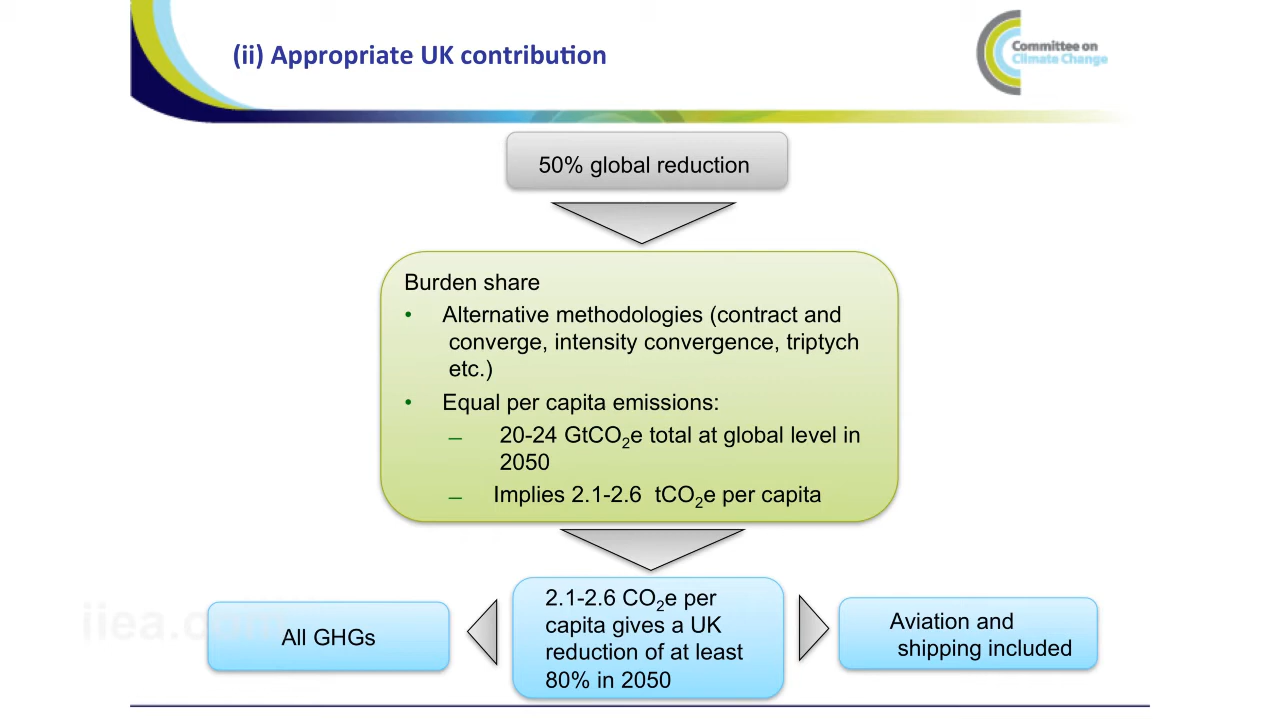 (ii) Appropriate UK contribution
Committee on
Climate Change
50% global reduction
Burden share
• Alternative methodologies (contract and
converge, intensity convergence, triptych
etc.)
• Equal per capita emissions:
– 20-24 GtCO₂e total at global level in
2050
– Implies 2.1-2.6 tCO₂e per capita
All GHGs
2.1-2.6 CO₂e per
capita gives a UK
reduction of at least
80% in 2050
Aviation and
shipping included
iiea.com